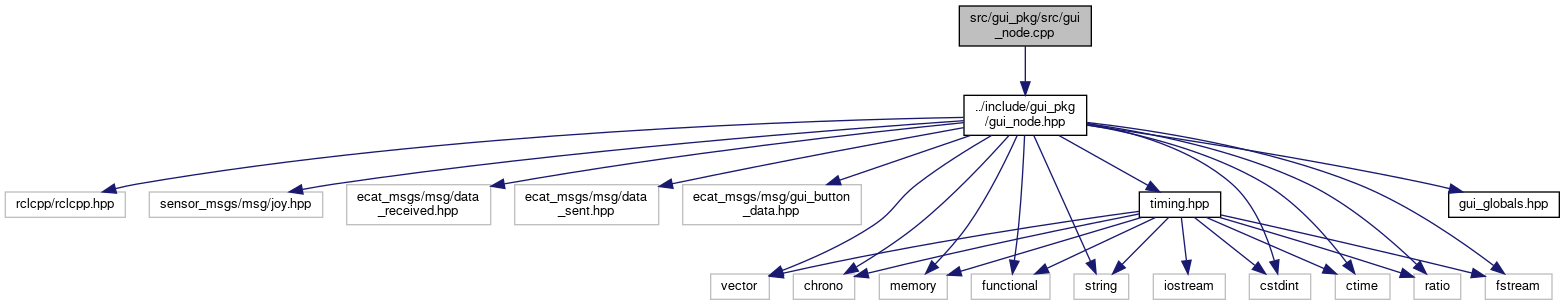 src/gui_pkg/src/gui
_node.cpp
../include/gui_pkg
/gui_node.hpp
rclcpp/rclcpp.hpp
sensor_msgs/msg/joy.hpp
ecat_msgs/msg/data
_received.hpp
ecat_msgs/msg/data
_sent.hpp
ecat_msgs/msg/gui_button
_data.hpp
timing.hpp
gui_globals.hpp
vector
chrono
memory
functional
string
iostream
cstdint
ctime
ratio
fstream